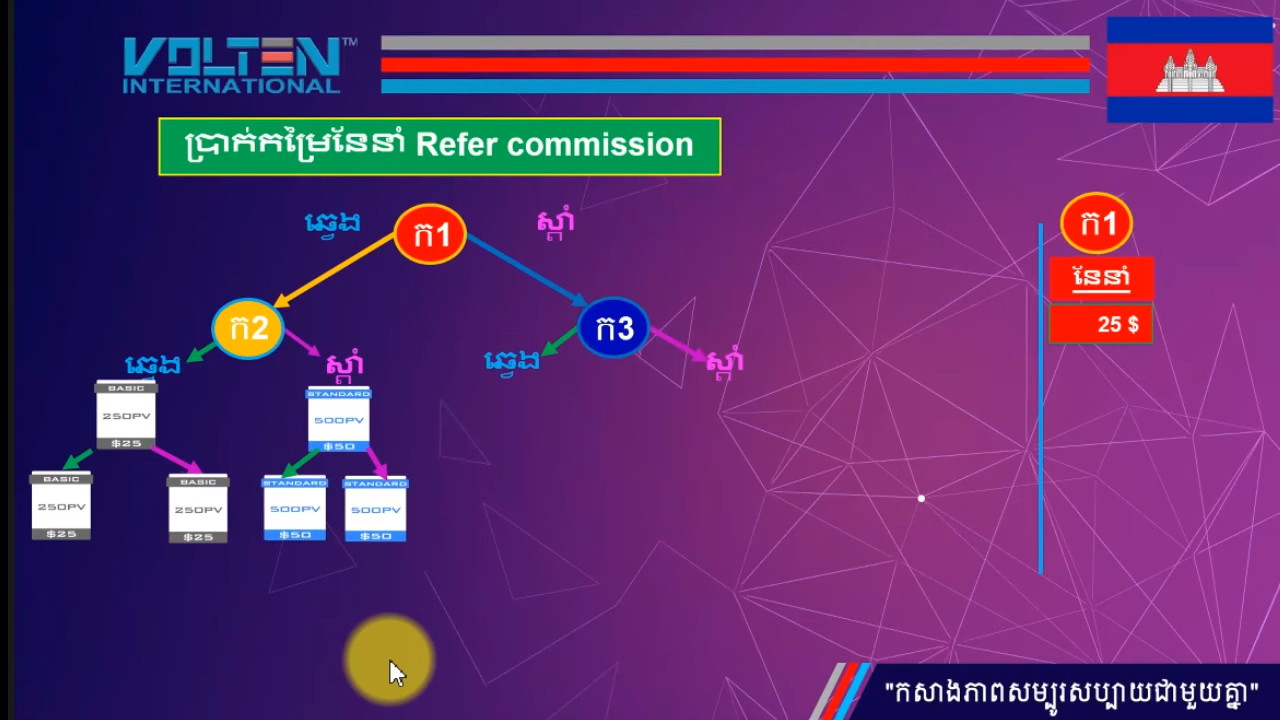 VOLTEN™
INTERNATIONAL
ប្រាក់កម្រៃនែនាំ Refer commission
ឆ្វេង
ក1
ស្តាំ
ក1
នែនាំ
25 $
ក2
ក3
ឆ្វេង
ស្តាំ
ឆ្វេង
ស្តាំ
BASIC
250PV
$25
STANDARD
500PV
$50
BASIC
250PV
$25
BASIC
250PV
$25
STANDARD
500PV
$50
STANDARD
500PV
$50
"កសាងភាពសម្បូរសប្បាយជាមួយគ្នា"